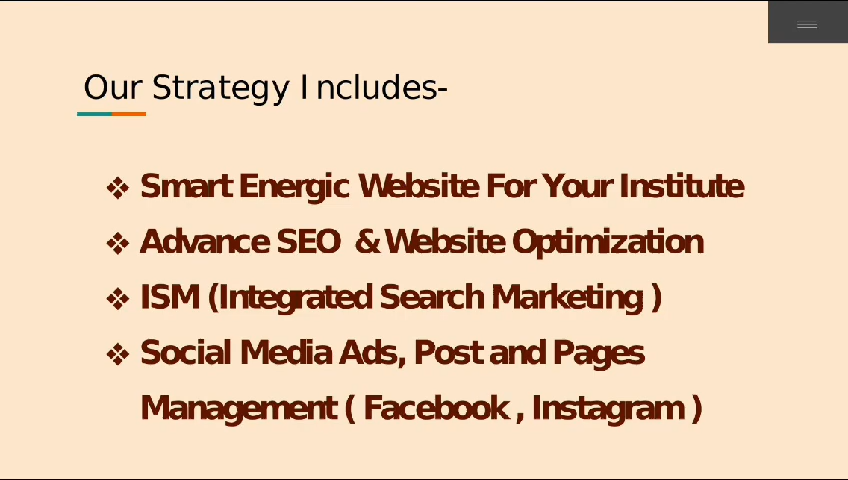 Our Strategy Includes-
❖ Smart Energic Website For Your Institute
❖ Advance SEO & Website Optimization
❖ ISM (Integrated Search Marketing )
❖ Social Media Ads, Post and Pages
Management ( Facebook , Instagram )